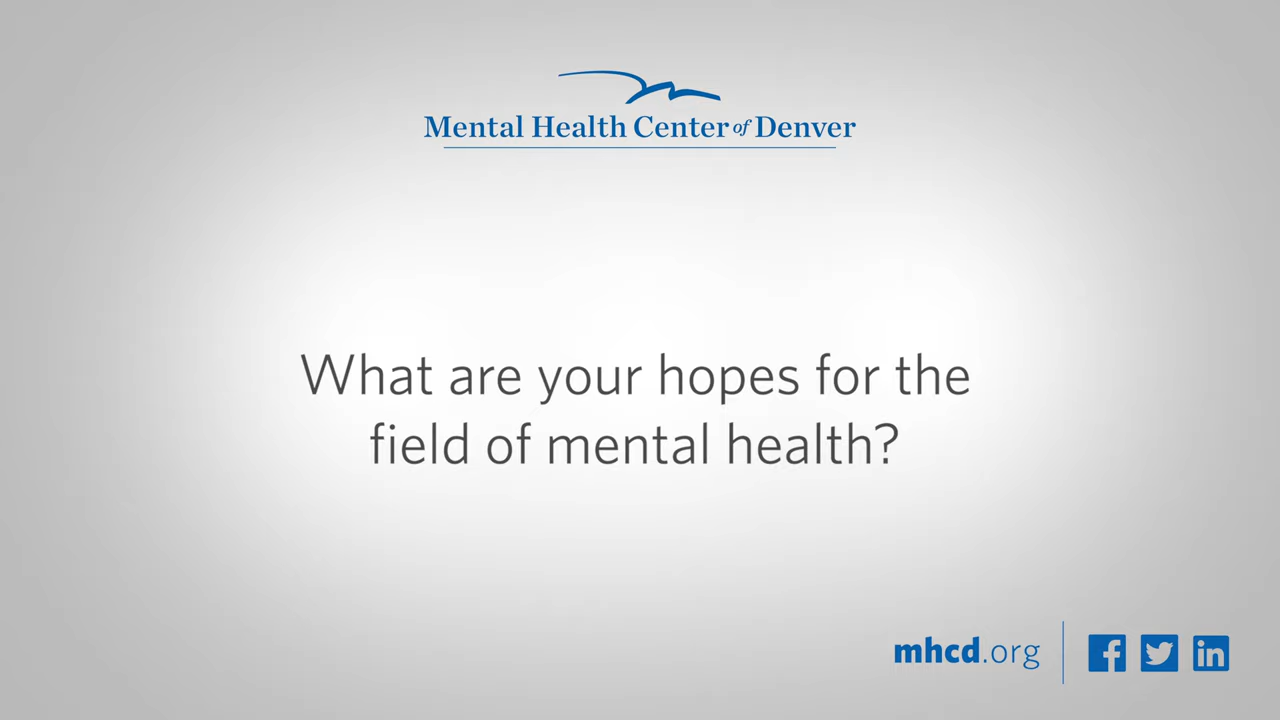 Mental Health Center of Denver
What are your hopes for the
field of mental health?
mhcd.org